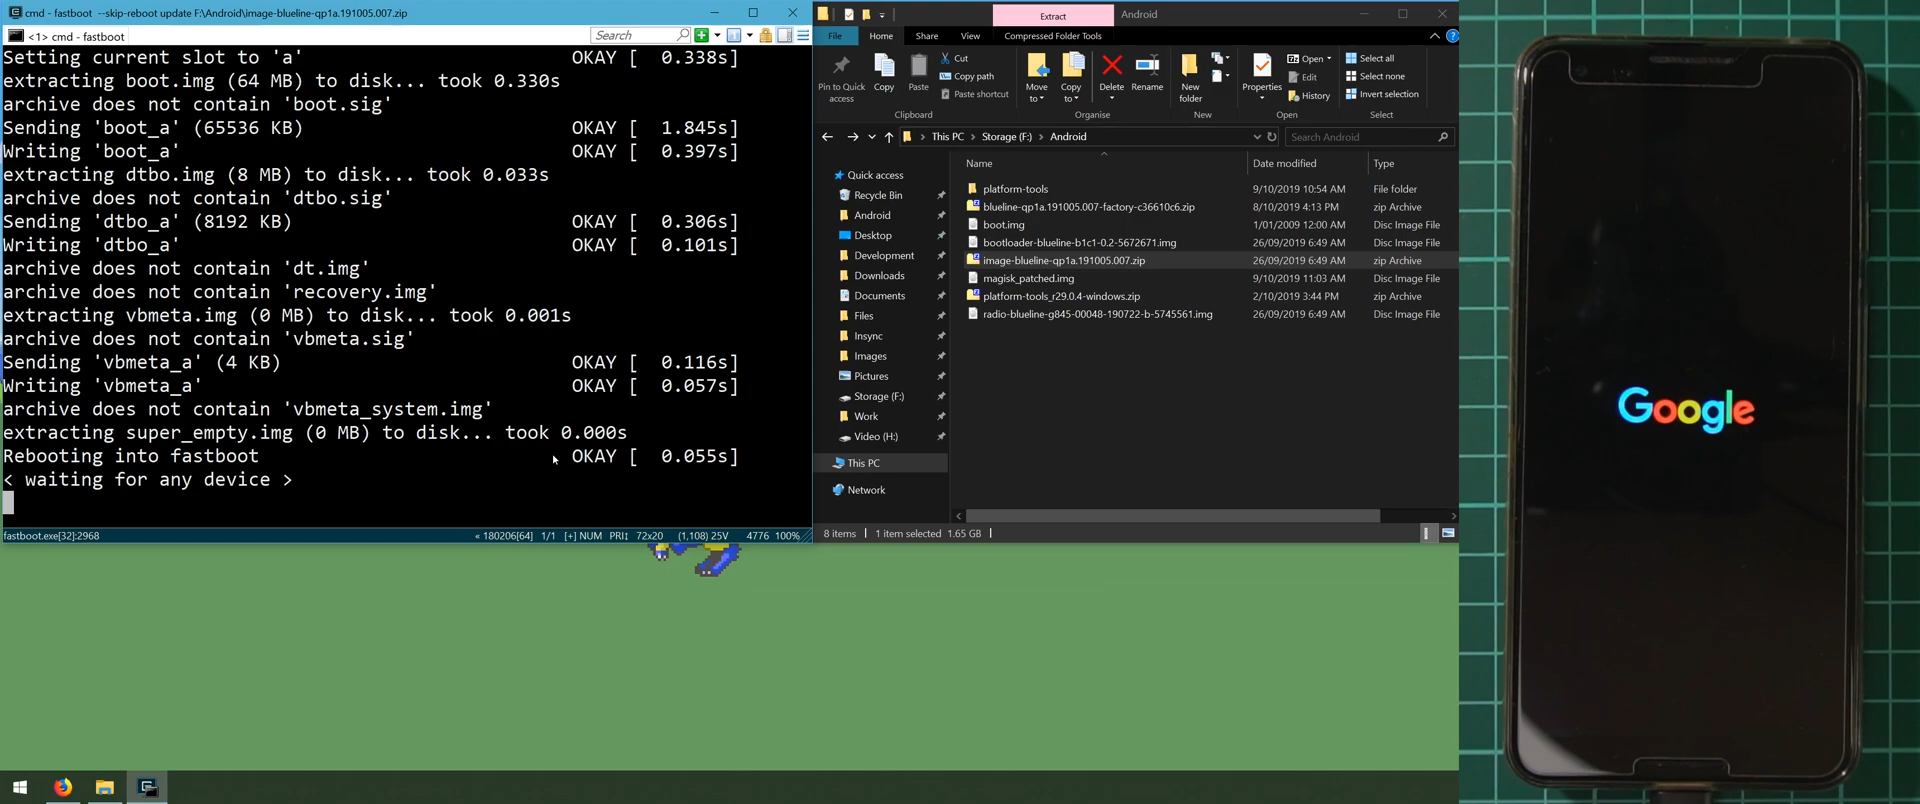 cmd - fastboot --skip-reboot update F:\Android\image-blueline-qp1a.191005.007.zip
<1> cmd - fastboot
Search
Setting current slot to 'a' OKAY [ 0.338s]
extracting boot.img (64 MB) to disk... took 0.330s
archive does not contain 'boot.sig'
Sending 'boot_a' (65536 KB) OKAY [ 1.845s]
Writing 'boot_a' OKAY [ 0.397s]
extracting dtbo.img (8 MB) to disk... took 0.033s
archive does not contain 'dtbo.sig'
Sending 'dtbo_a' (8192 KB) OKAY [ 0.306s]
Writing 'dtbo_a' OKAY [ 0.101s]
archive does not contain 'dt.img'
archive does not contain 'recovery.img'
extracting vbmeta.img (0 MB) to disk... took 0.001s
archive does not contain 'vbmeta.sig'
Sending 'vbmeta_a' (4 KB) OKAY [ 0.116s]
Writing 'vbmeta_a' OKAY [ 0.057s]
archive does not contain 'vbmeta_system.img'
extracting super_empty.img (0 MB) to disk... took 0.000s
Rebooting into fastboot OKAY [ 0.055s]
< waiting for any device >
fastboot.exe[32]:2968 « 180206[64] 1/1 [+] NUM PRI↕ 72x20 (1,108) 25V 4776 100%
Extract Android
File Home Share View Compressed Folder Tools
Pin to Quick access
Copy
Paste
Cut
Copy path
Paste shortcut
Clipboard
Move to
Copy to
Delete
Rename
Organise
New folder
New
Properties
Open
Edit
History
Open
Select all
Select none
Invert selection
Select
This PC > Storage (F:) > Android
Search Android
Name Date modified Type
platform-tools 9/10/2019 10:54 AM File folder
blueline-qp1a.191005.007-factory-c36610c6.zip 8/10/2019 4:13 PM zip Archive
boot.img 1/01/2009 12:00 AM Disc Image File
bootloader-blueline-b1c1-0.2-5672671.img 26/09/2019 6:49 AM Disc Image File
image-blueline-qp1a.191005.007.zip 26/09/2019 6:49 AM zip Archive
magisk_patched.img 9/10/2019 11:03 AM Disc Image File
platform-tools_r29.0.4-windows.zip 2/10/2019 3:44 PM zip Archive
radio-blueline-g845-00048-190722-b-5745561.img 26/09/2019 6:49 AM Disc Image File
Quick access
Recycle Bin
Android
Desktop
Development
Downloads
Documents
Files
Insync
Images
Pictures
Storage (F:)
Work
Video (H:)
This PC
Network
8 items 1 item selected 1.65 GB
Google